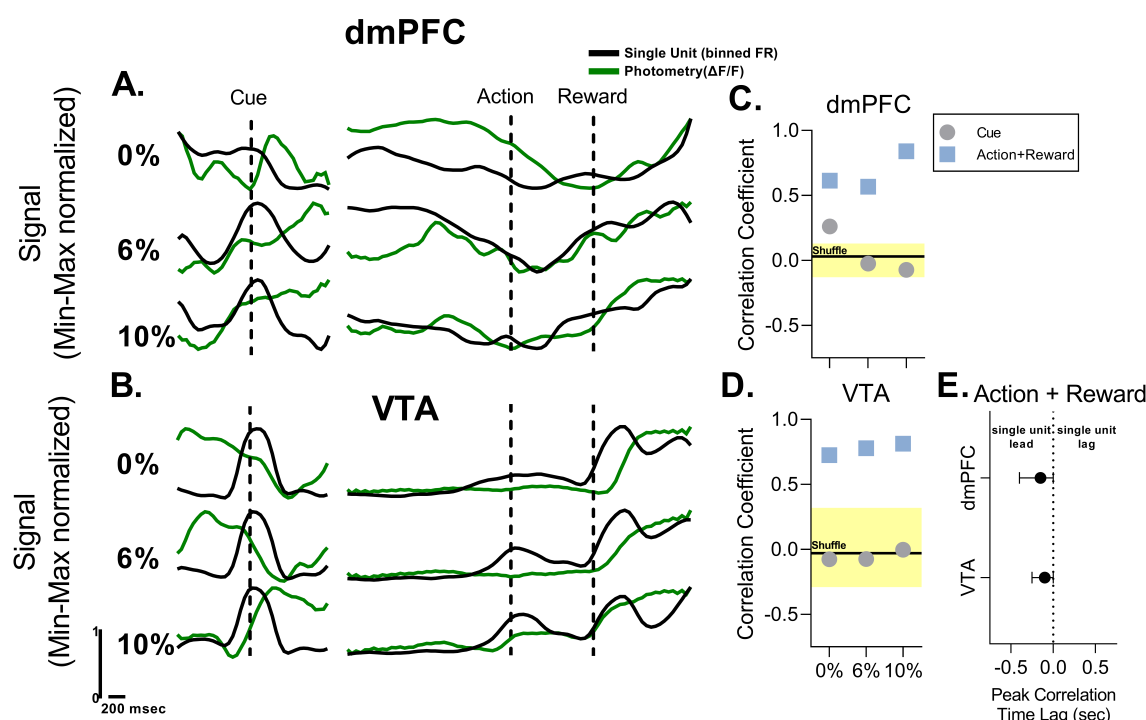 dmPFC
Single Unit (binned FR)
Photometry(ΔF/F)
A.
Cue
Action
Reward
Signal
(Min-Max normalized)
0%
6%
10%
C.
dmPFC
Cue
Action+Reward
Correlation Coefficient
1.0
0.5
0.0
-0.5
Shuffle
B.
VTA
Signal
(Min-Max normalized)
0%
6%
10%
1
0
200 msec
D.
VTA
Correlation Coefficient
1.0
0.5
0.0
-0.5
Shuffle
0% 6% 10%
E.
Action + Reward
single unit
lead
single unit
lag
dmPFC
VTA
-0.5 0.0 0.5
Peak Correlation
Time Lag (sec)